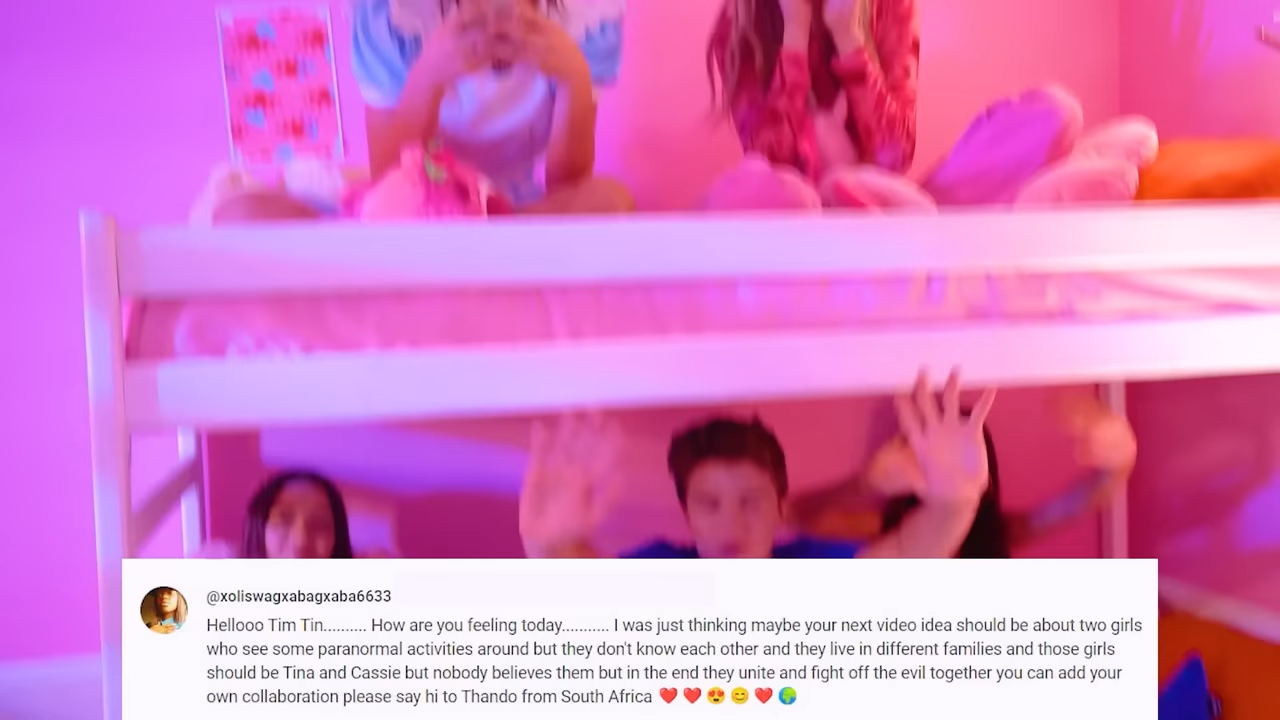 @xoliswagxabagxaba6633
Hellooo Tim Tin.......... How are you feeling today........... I was just thinking maybe your next video idea should be about two girls
who see some paranormal activities around but they don't know each other and they live in different families and those girls
should be Tina and Cassie but nobody believes them but in the end they unite and fight off the evil together you can add your
own collaboration please say hi to Thando from South Africa ❤️ ❤️ 😍 😊 ❤️ 🌍